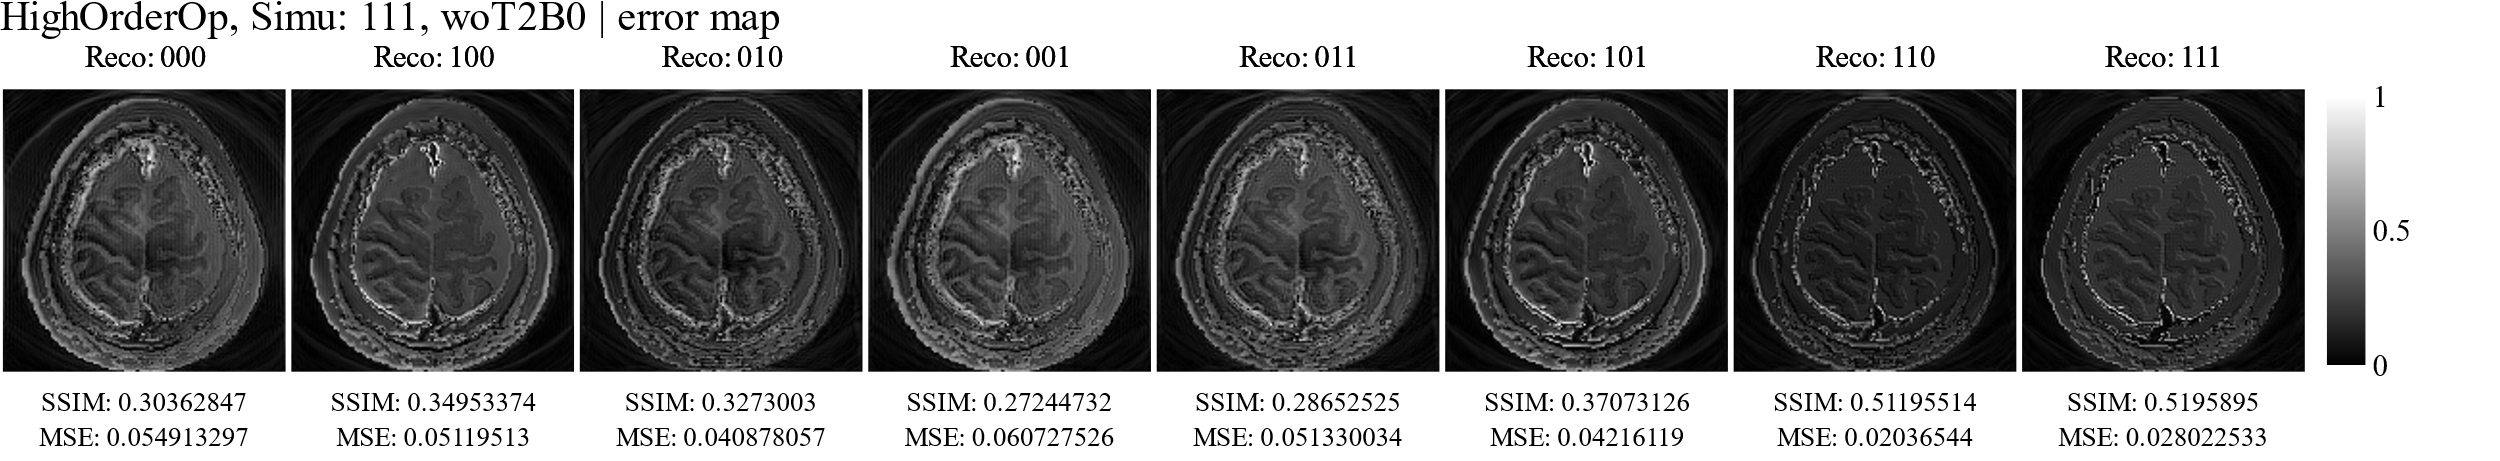 HighOrderOp, Simu: 111, woT2B0 | error map
Reco: 000 Reco: 100 Reco: 010 Reco: 001 Reco: 011 Reco: 101 Reco: 110 Reco: 111
1
0.5
0
SSIM: 0.30362847 SSIM: 0.34953374 SSIM: 0.3273003 SSIM: 0.27244732 SSIM: 0.28652525 SSIM: 0.37073126 SSIM: 0.51195514 SSIM: 0.5195895
MSE: 0.054913297 MSE: 0.05119513 MSE: 0.040878057 MSE: 0.060727526 MSE: 0.051330034 MSE: 0.04216119 MSE: 0.02036544 MSE: 0.028022533